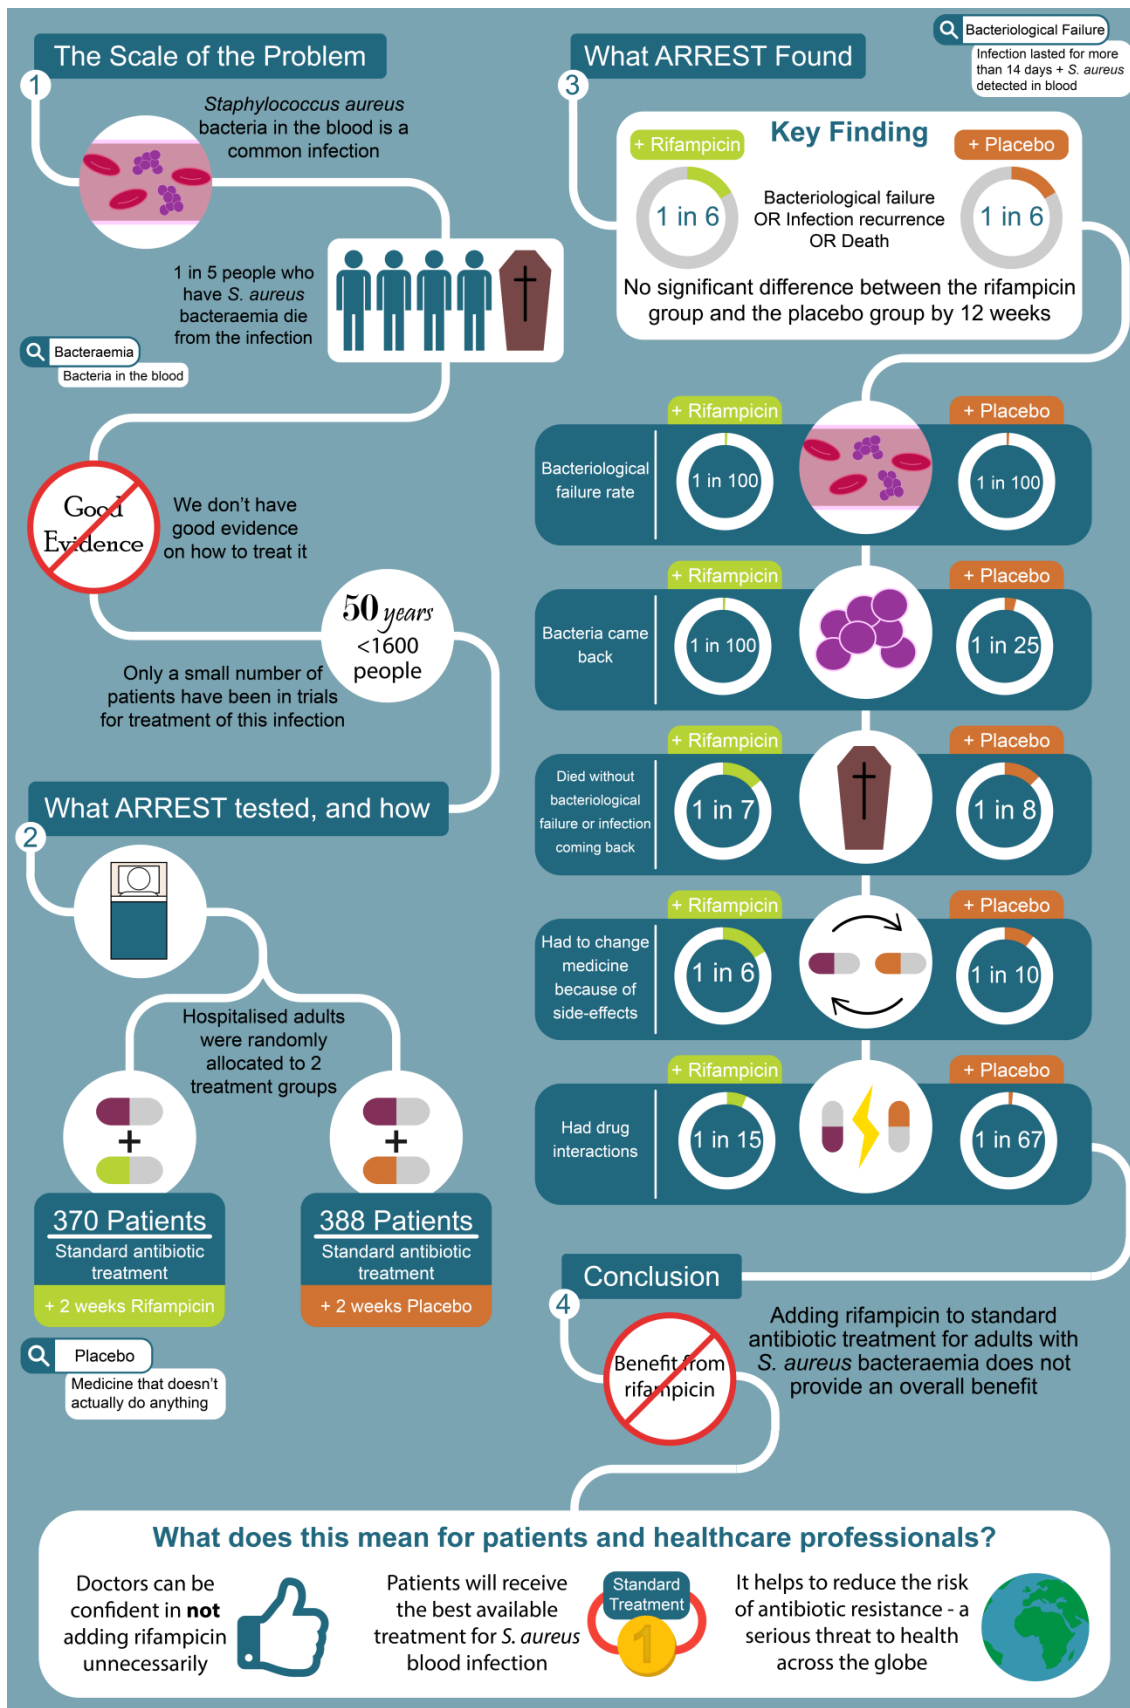 The Scale of the Problem
1
Staphylococcus aureus
bacteria in the blood is a
common infection
1 in 5 people who
have S. aureus
bacteraemia die
from the infection
Bacteraemia
Bacteria in the blood
Good
Evidence
We don't have
good evidence
on how to treat it
50 years
<1600
people
Only a small number of
patients have been in trials
for treatment of this infection
What ARREST tested, and how
2
Hospitalised adults
were randomly
allocated to 2
treatment groups
+
+
370 Patients
Standard antibiotic
treatment
+ 2 weeks Rifampicin
388 Patients
Standard antibiotic
treatment
+ 2 weeks Placebo
Placebo
Medicine that doesn't
actually do anything
What ARREST Found
3
Bacteriological Failure
Infection lasted for more
than 14 days + S. aureus
detected in blood
Key Finding
+ Rifampicin
1 in 6
Bacteriological failure
OR Infection recurrence
OR Death
+ Placebo
1 in 6
No significant difference between the rifampicin
group and the placebo group by 12 weeks
+ Rifampicin
+ Placebo
Bacteriological
failure rate
1 in 100
1 in 100
+ Rifampicin
+ Placebo
Bacteria came
back
1 in 100
1 in 25
+ Rifampicin
+ Placebo
Died without
bacteriological
failure or infection
coming back
1 in 7
1 in 8
+ Rifampicin
+ Placebo
Had to change
medicine
because of
side-effects
1 in 6
1 in 10
+ Rifampicin
+ Placebo
Had drug
interactions
1 in 15
1 in 67
Conclusion
4
Benefit from
rifampicin
Adding rifampicin to standard
antibiotic treatment for adults with
S. aureus bacteraemia does not
provide an overall benefit
What does this mean for patients and healthcare professionals?
Doctors can be
confident in not
adding rifampicin
unnecessarily
Patients will receive
the best available
treatment for S. aureus
blood infection
Standard
Treatment
1
It helps to reduce the risk
of antibiotic resistance - a
serious threat to health
across the globe